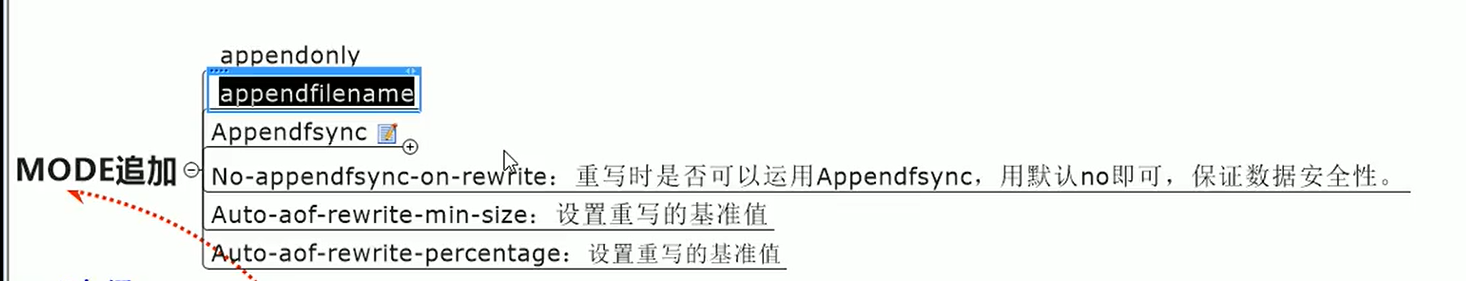 appendonly
appendfilename
Appendfsync
MODE追加
No-appendfsync-on-rewrite：重写时是否可以运用Appendfsync，用默认no即可，保证数据安全性。
Auto-aof-rewrite-min-size：设置重写的基准值
Auto-aof-rewrite-percentage：设置重写的基准值